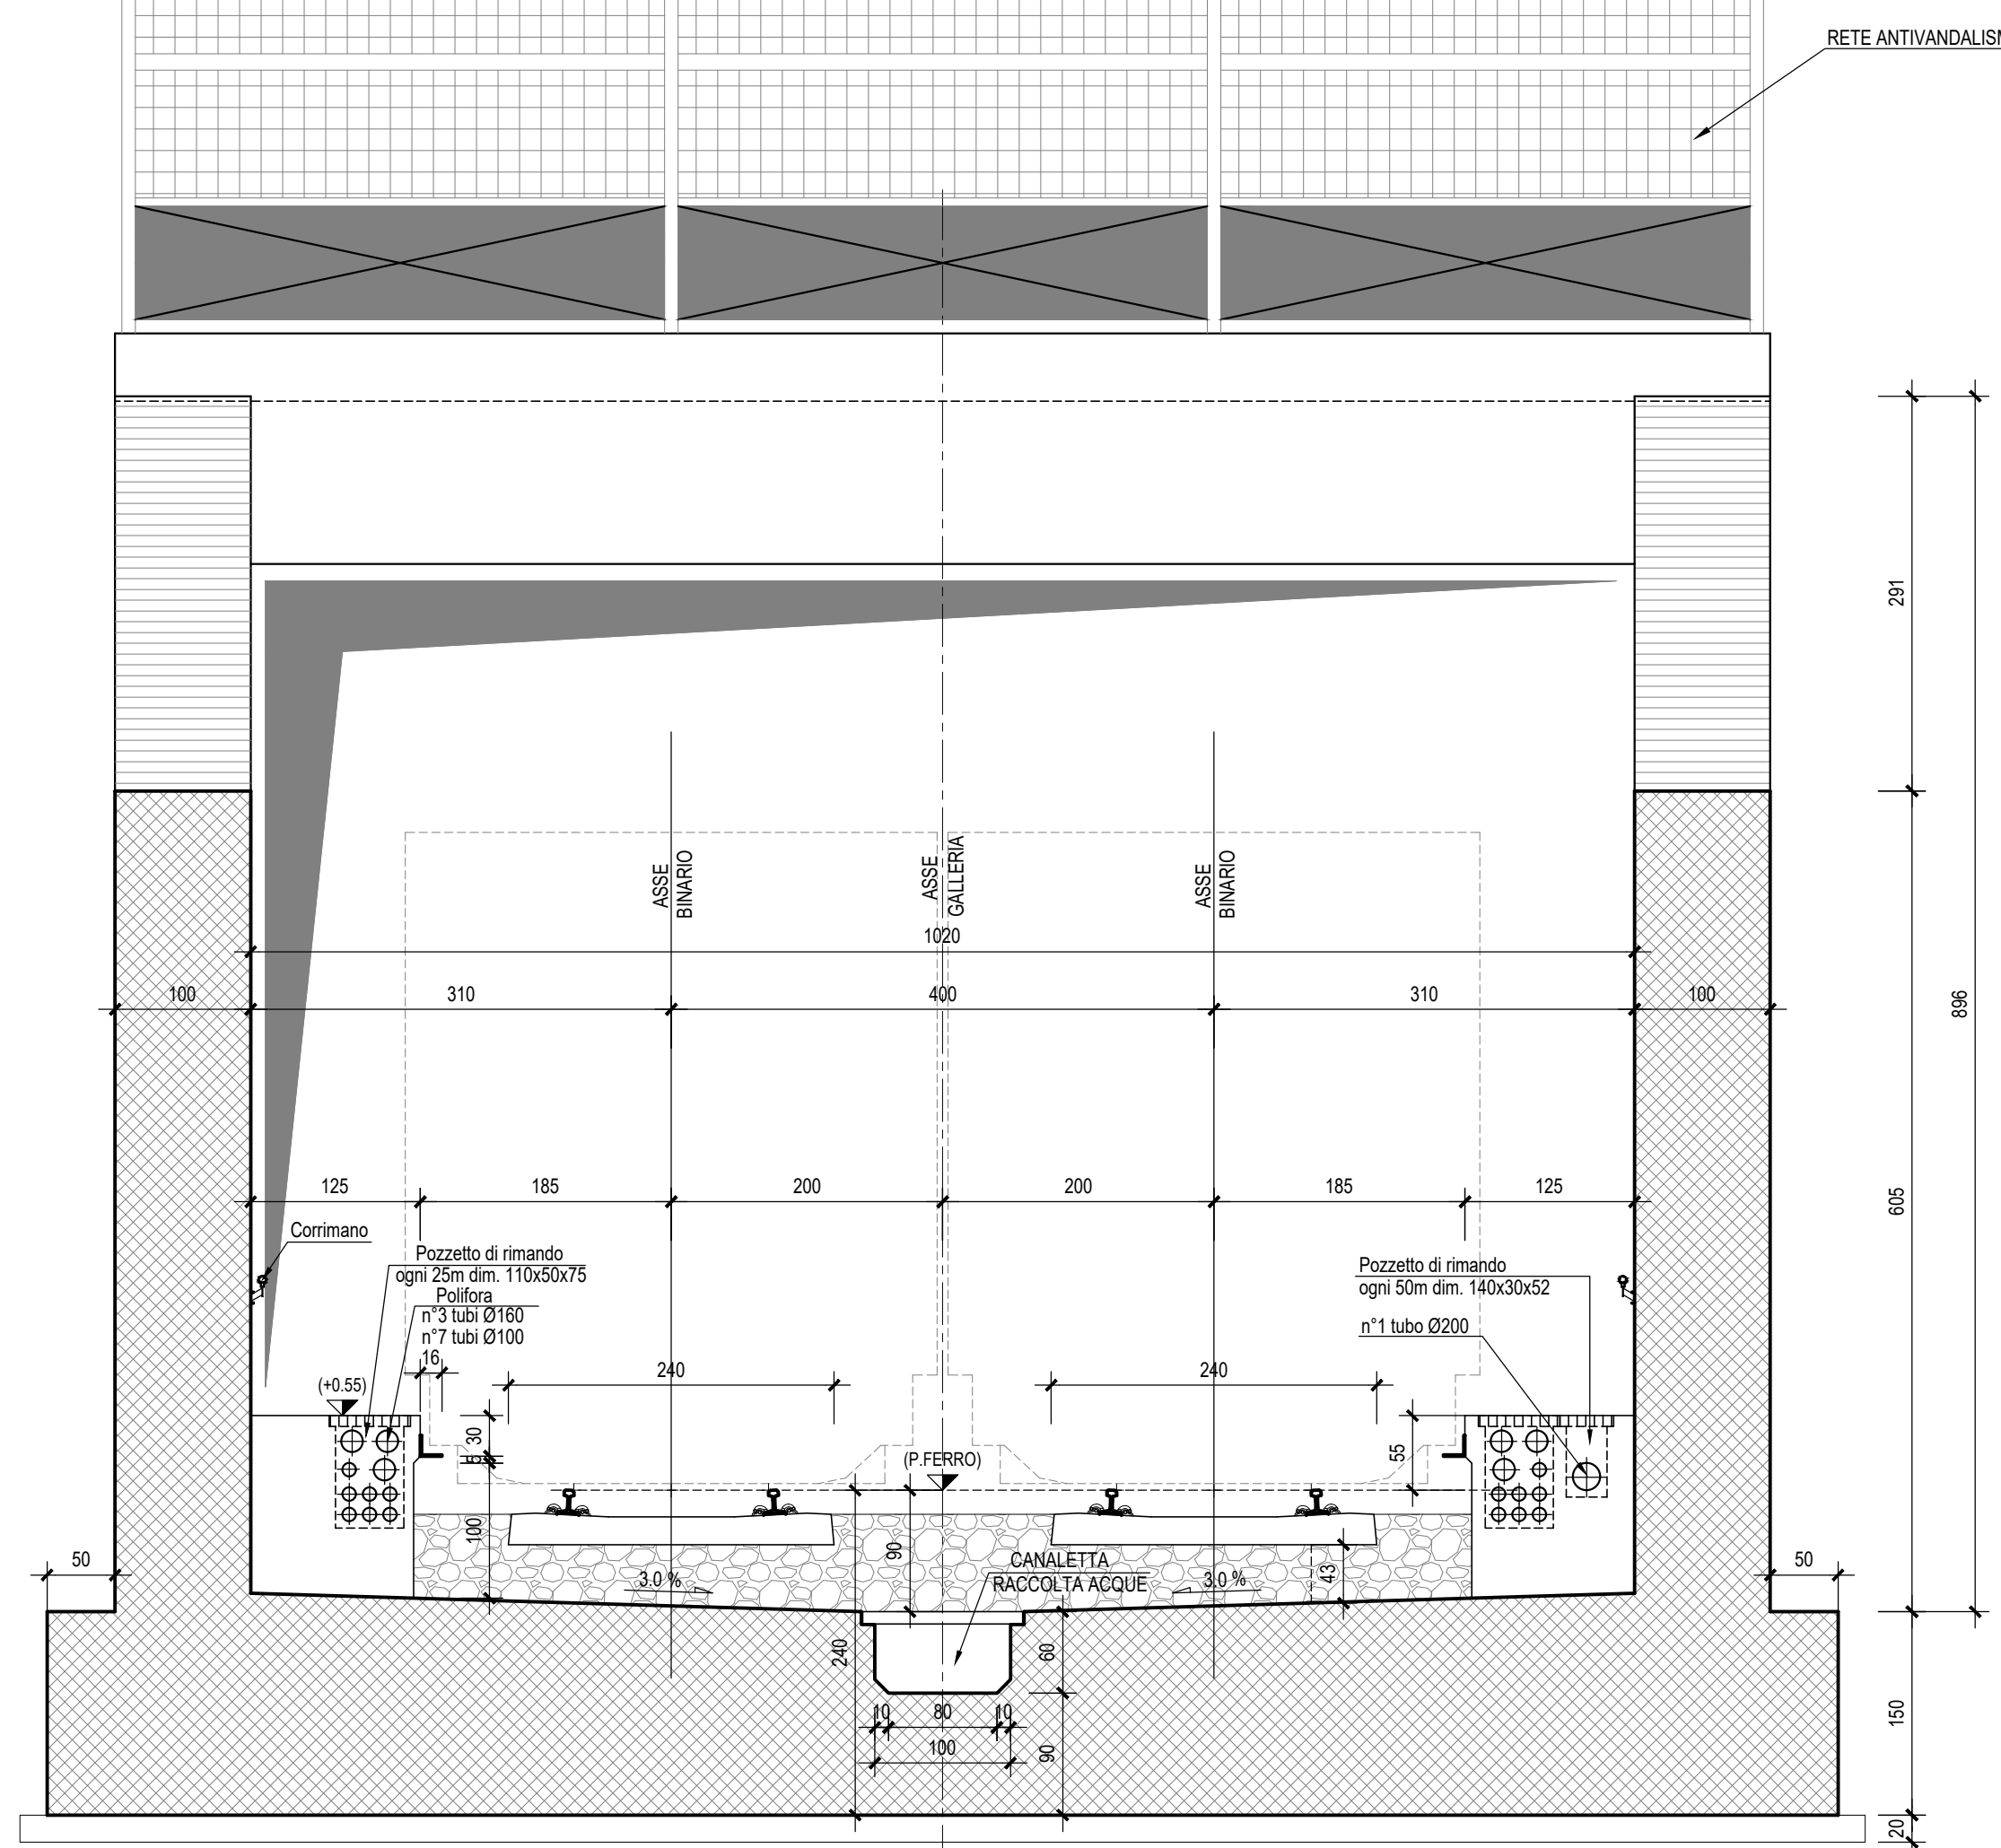 RETE ANTIVANDALISM
291
896
605
150
20
ASSE
BINARIO
ASSE
GALLERIA
ASSE
BINARIO
1020
100
310
400
310
100
125
185
200
200
185
125
Corrimano
Pozzetto di rimando
ogni 25m dim. 110x50x75
Polifora
n°3 tubi Ø160
n°7 tubi Ø100
16
Pozzetto di rimando
ogni 50m dim. 140x30x52
n°1 tubo Ø200
240
240
(+0.55)
30
5
100
55
(P.FERRO)
90
43
50
50
3.0 %
3.0 %
CANALETTA
RACCOLTA ACQUE
240
60
10
80
10
100
90